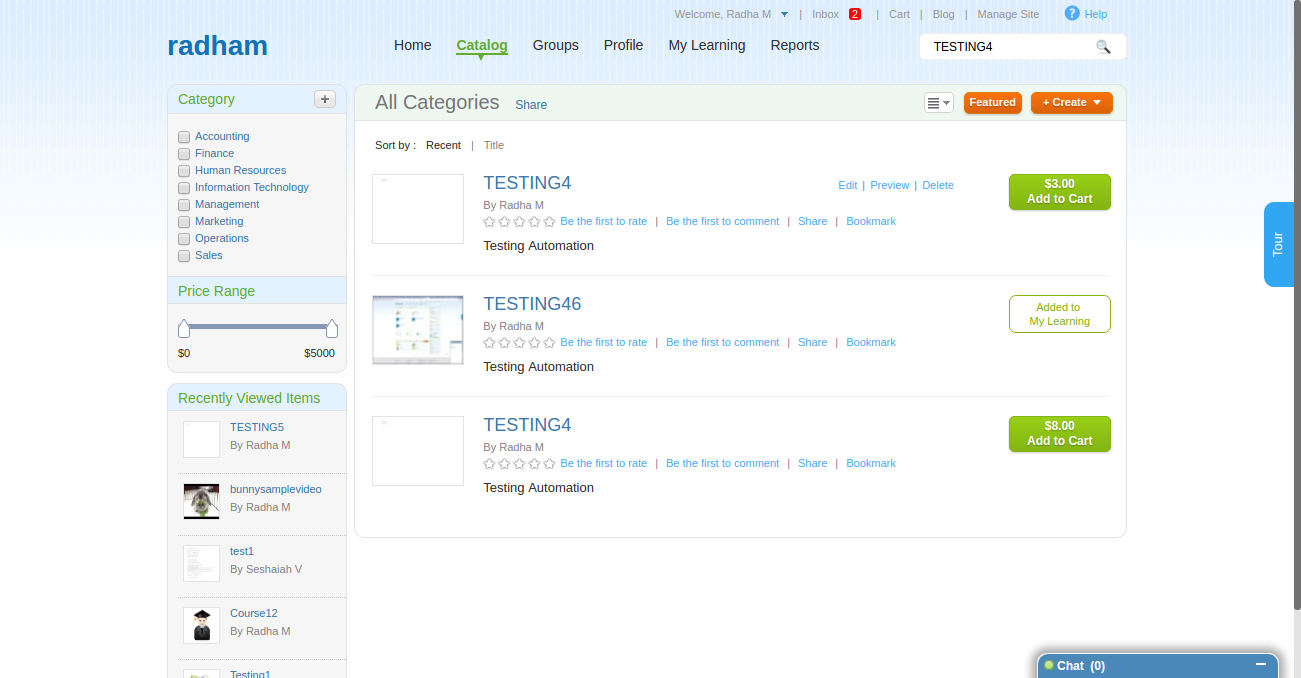 Welcome, Radha M | Inbox 2 | Cart | Blog | Manage Site ? Help
radham
Home Catalog Groups Profile My Learning Reports
TESTING4
Category +
Accounting
Finance
Human Resources
Information Technology
Management
Marketing
Operations
Sales
Price Range
$0 $5000
Recently Viewed Items
TESTING5
By Radha M
bunnysamplevideo
By Radha M
test1
By Seshaiah V
Course12
By Radha M
Testing1
All Categories Share
Featured + Create
Sort by : Recent | Title
TESTING4
Edit | Preview | Delete
$3.00
Add to Cart
By Radha M
Be the first to rate | Be the first to comment | Share | Bookmark
Testing Automation
TESTING46
Added to
My Learning
By Radha M
Be the first to rate | Be the first to comment | Share | Bookmark
Testing Automation
TESTING4
$8.00
Add to Cart
By Radha M
Be the first to rate | Be the first to comment | Share | Bookmark
Testing Automation
Tour
Chat (0)